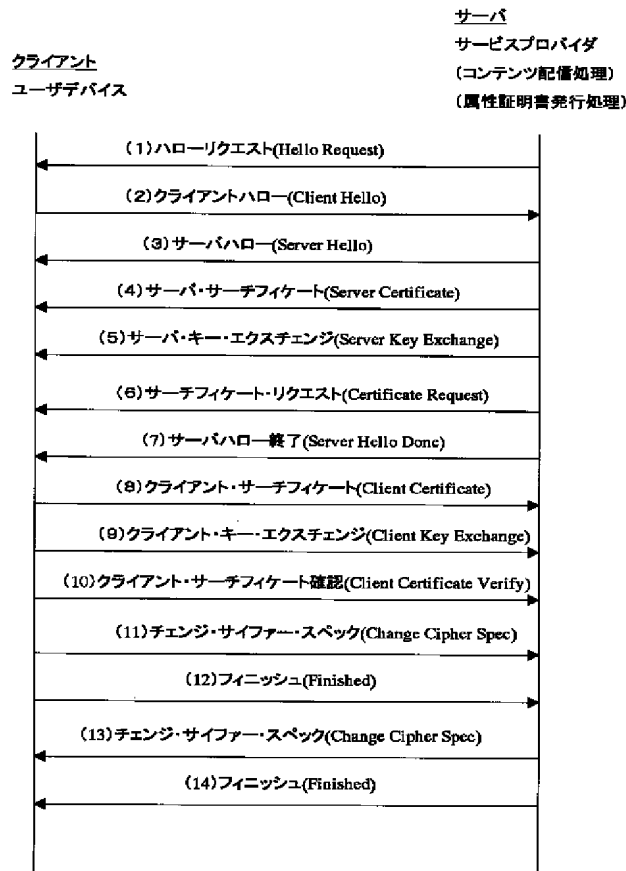 クライアント
ユーザデバイス
サーバ
サービスプロバイダ
(コンテンツ配信処理)
(属性証明書発行処理)
(1)ハローリクエスト(Hello Request)
(2)クライアントハロー(Client Hello)
(3)サーバハロー(Server Hello)
(4)サーバ・サーチフィケート(Server Certificate)
(5)サーバ・キー・エクスチェンジ(Server Key Exchange)
(6)サーチフィケート・リクエスト(Certificate Request)
(7)サーバハロー終了(Server Hello Done)
(8)クライアント・サーチフィケート(Client Certificate)
(9)クライアント・キー・エクスチェンジ(Client Key Exchange)
(10)クライアント・サーチフィケート確認(Client Certificate Verify)
(11)チェンジ・サイファー・スペック(Change Cipher Spec)
(12)フィニッシュ(Finished)
(13)チェンジ・サイファー・スペック(Change Cipher Spec)
(14)フィニッシュ(Finished)